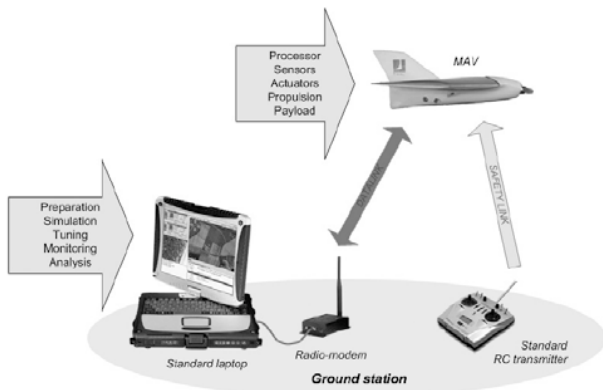 Processor
Sensors
Actuators
Propulsion
Payload
MAV
DATALINK
SAFETY LINK
Preparation
Simulation
Tuning
Monitoring
Analysis
Standard laptop
Radio-modem
Standard
RC transmitter
Ground station